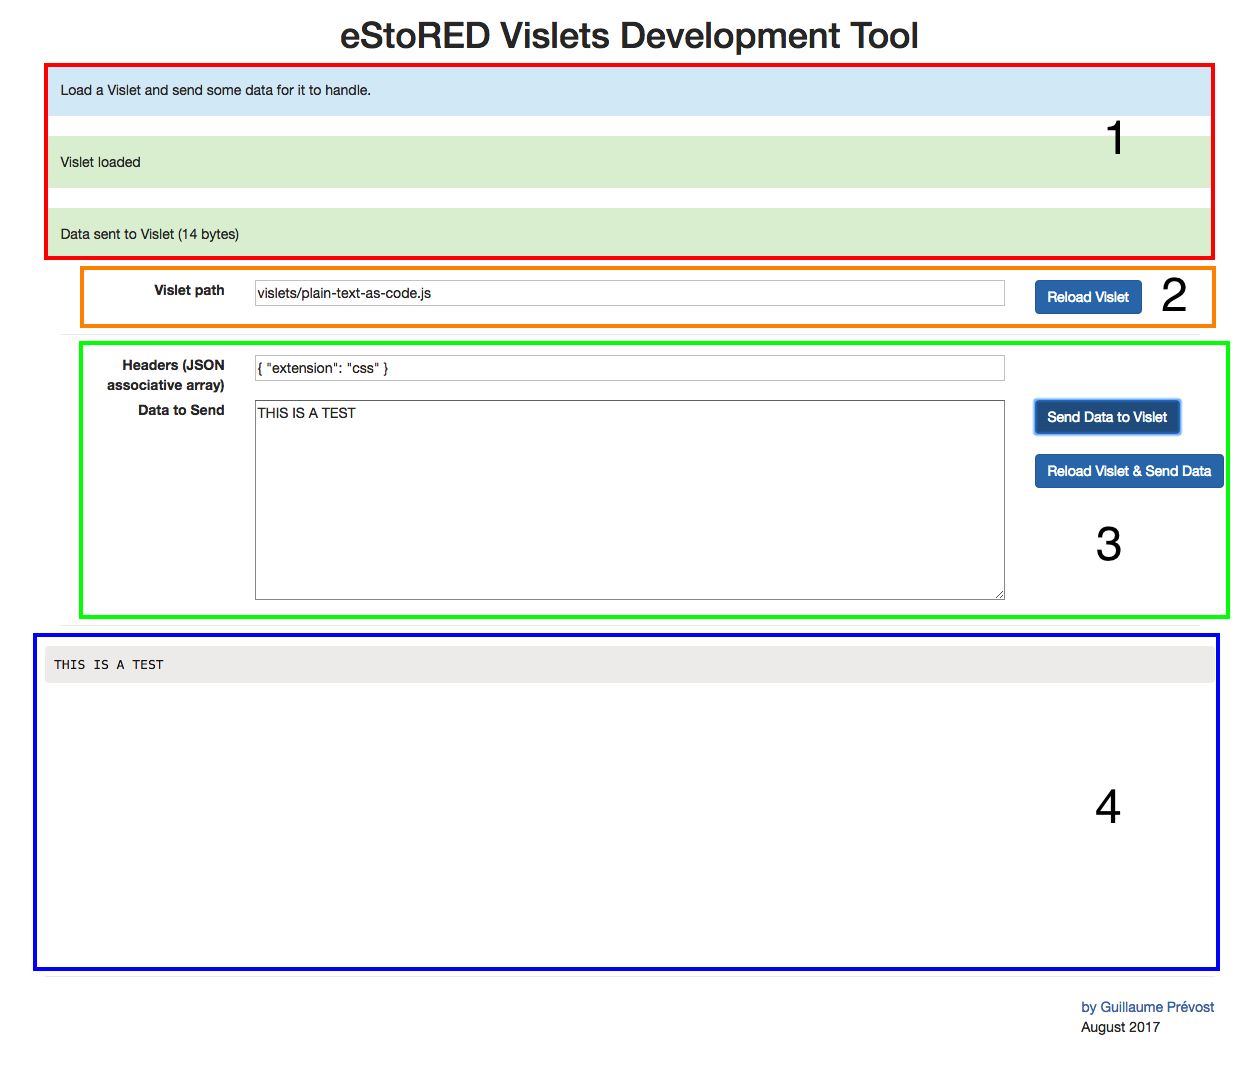 eStoRED Vislets Development Tool
Load a Vislet and send some data for it to handle.
1
Vislet loaded
Data sent to Vislet (14 bytes)
Vislet path
vislets/plain-text-as-code.js
Reload Vislet
2
Headers (JSON
associative array)
{ "extension": "css" }
Data to Send
THIS IS A TEST
Send Data to Vislet
Reload Vislet & Send Data
3
THIS IS A TEST
4
by Guillaume Prévost
August 2017